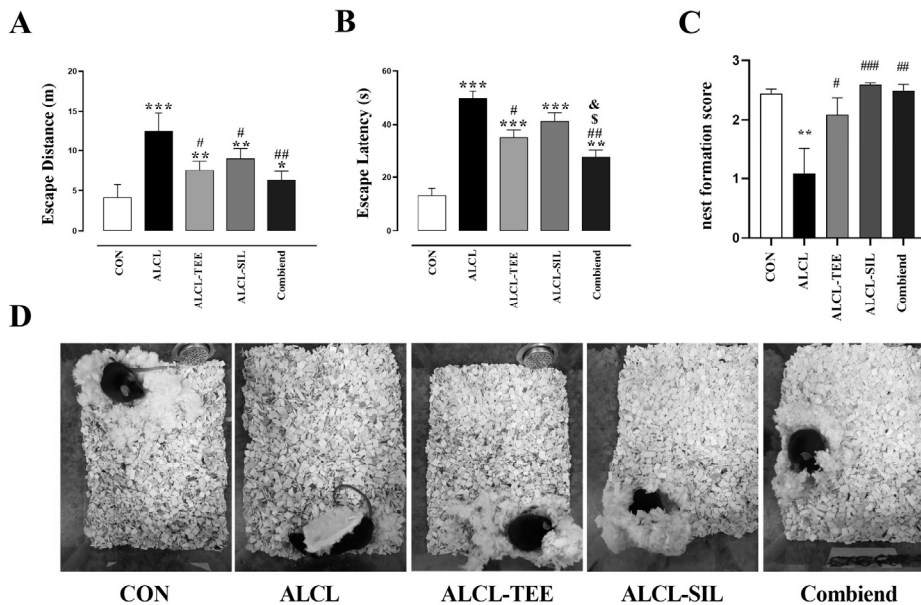 A
B
C
Escape Distance (m)
20
15
10
5
0
***
#
**
#
**
##
*
CON
ALCL
ALCL-TEE
ALCL-SIL
Combiend
Escape Latency (s)
60
40
20
0
***
#
***
***
&
$
##
**
CON
ALCL
ALCL-TEE
ALCL-SIL
Combiend
nest formation score
3
2
1
0
**
#
###
##
CON
ALCL
ALCL-TEE
ALCL-SIL
Combiend
D
CON
ALCL
ALCL-TEE
ALCL-SIL
Combiend